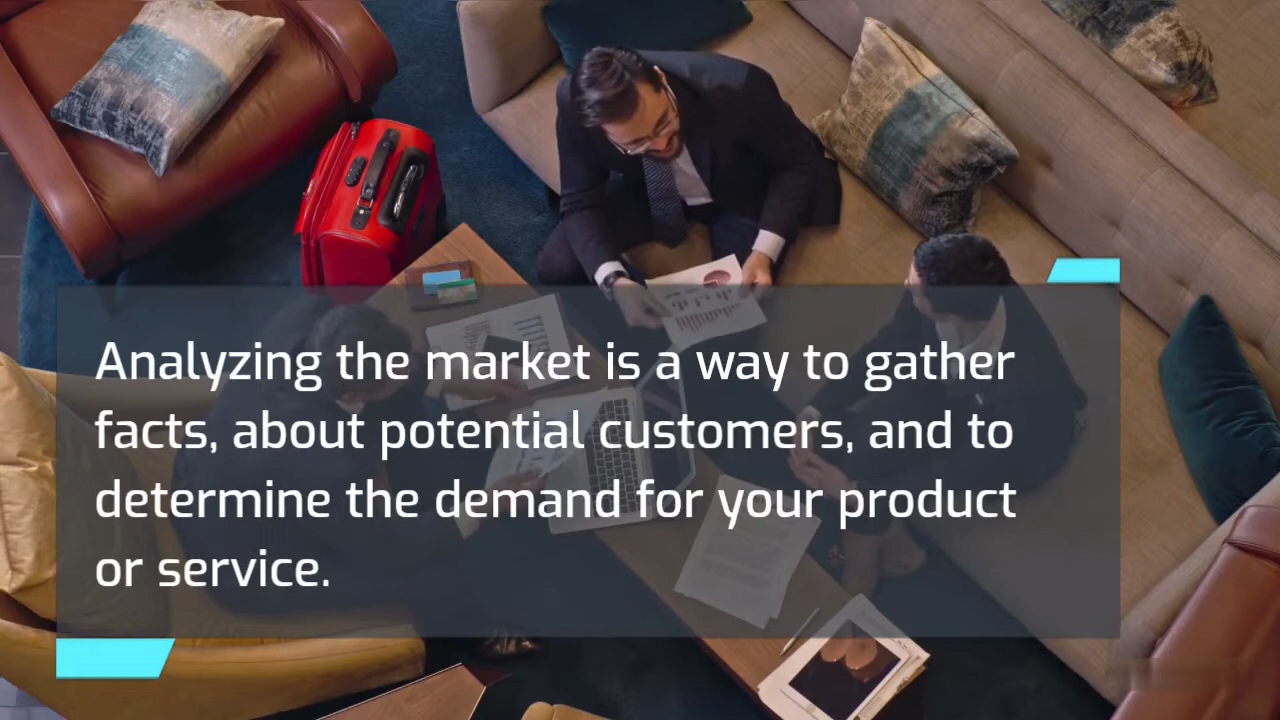 Analyzing the market is a way to gather
facts, about potential customers, and to
determine the demand for your product
or service.